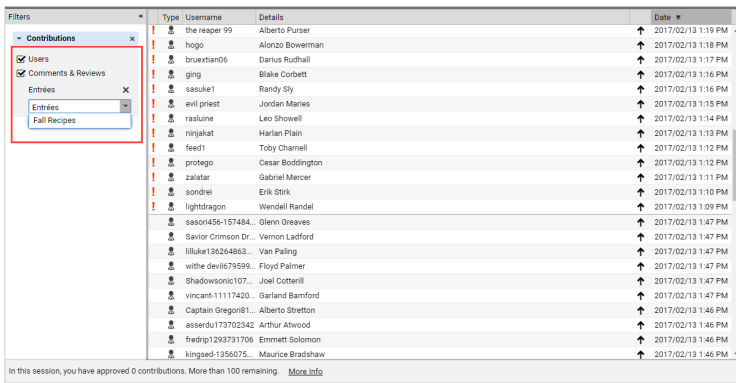 Filters
Contributions ×
Users
Comments & Reviews
Entrées ×
Entrées
Fall Recipes
Type Username Details Date
! the reaper 99 Alberto Purser 2017/02/13 1:19 PM
! hogo Alonzo Bowerman 2017/02/13 1:18 PM
! bruextian06 Darius Rudhall 2017/02/13 1:17 PM
! ging Blake Corbett 2017/02/13 1:16 PM
! sasuke1 Randy Sly 2017/02/13 1:16 PM
! evil priest Jordan Maries 2017/02/13 1:15 PM
! rasluine Leo Showell 2017/02/13 1:14 PM
! ninjakat Harlan Plain 2017/02/13 1:13 PM
! feed1 Toby Charnell 2017/02/13 1:12 PM
! protego Cesar Boddington 2017/02/13 1:12 PM
! zalatar Gabriel Mercer 2017/02/13 1:11 PM
! sondrei Erik Stirk 2017/02/13 1:10 PM
! lightdragon Wendell Randel 2017/02/13 1:09 PM
sasori456-157484... Glenn Greaves 2017/02/13 1:47 PM
Savior Crimson Dr... Vernon Ladford 2017/02/13 1:47 PM
lilluke136264863... Van Paling 2017/02/13 1:47 PM
withe devil679599... Floyd Palmer 2017/02/13 1:47 PM
Shadowsonic107... Joel Cotterill 2017/02/13 1:47 PM
vincant-11117420... Garland Bamford 2017/02/13 1:47 PM
Captain Gregori81... Alberto Stretton 2017/02/13 1:46 PM
asserdu173702342 Arthur Atwood 2017/02/13 1:46 PM
fredrip1293731706 Emmett Solomon 2017/02/13 1:46 PM
kingsed-1356075... Maurice Bradshaw 2017/02/13 1:46 PM
In this session, you have approved 0 contributions. More than 100 remaining. More Info